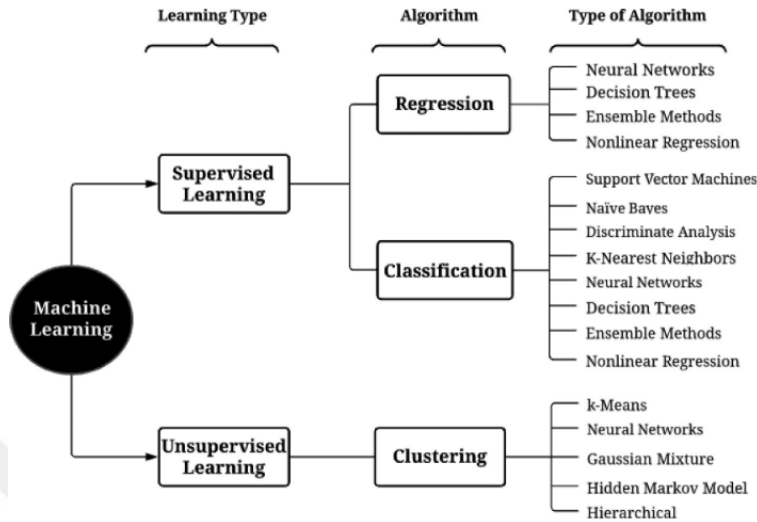 Learning Type
Algorithm
Type of Algorithm
Machine
Learning
Supervised
Learning
Regression
Neural Networks
Decision Trees
Ensemble Methods
Nonlinear Regression
Classification
Support Vector Machines
Naïve Baves
Discriminate Analysis
K-Nearest Neighbors
Neural Networks
Decision Trees
Ensemble Methods
Nonlinear Regression
Unsupervised
Learning
Clustering
k-Means
Neural Networks
Gaussian Mixture
Hidden Markov Model
Hierarchical